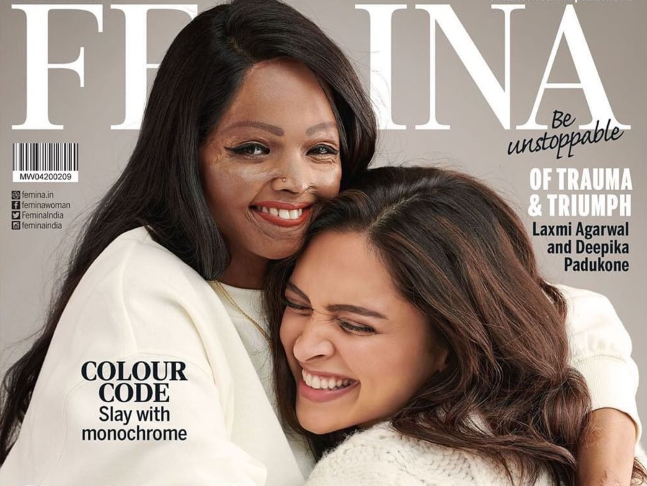 FEMINA
Be
unstoppable
MW04200209
femina.in
feminawoman
FeminaIndia
feminaindia
OF TRAUMA
& TRIUMPH
Laxmi Agarwal
and Deepika
Padukone
COLOUR
CODE
Slay with
monochrome